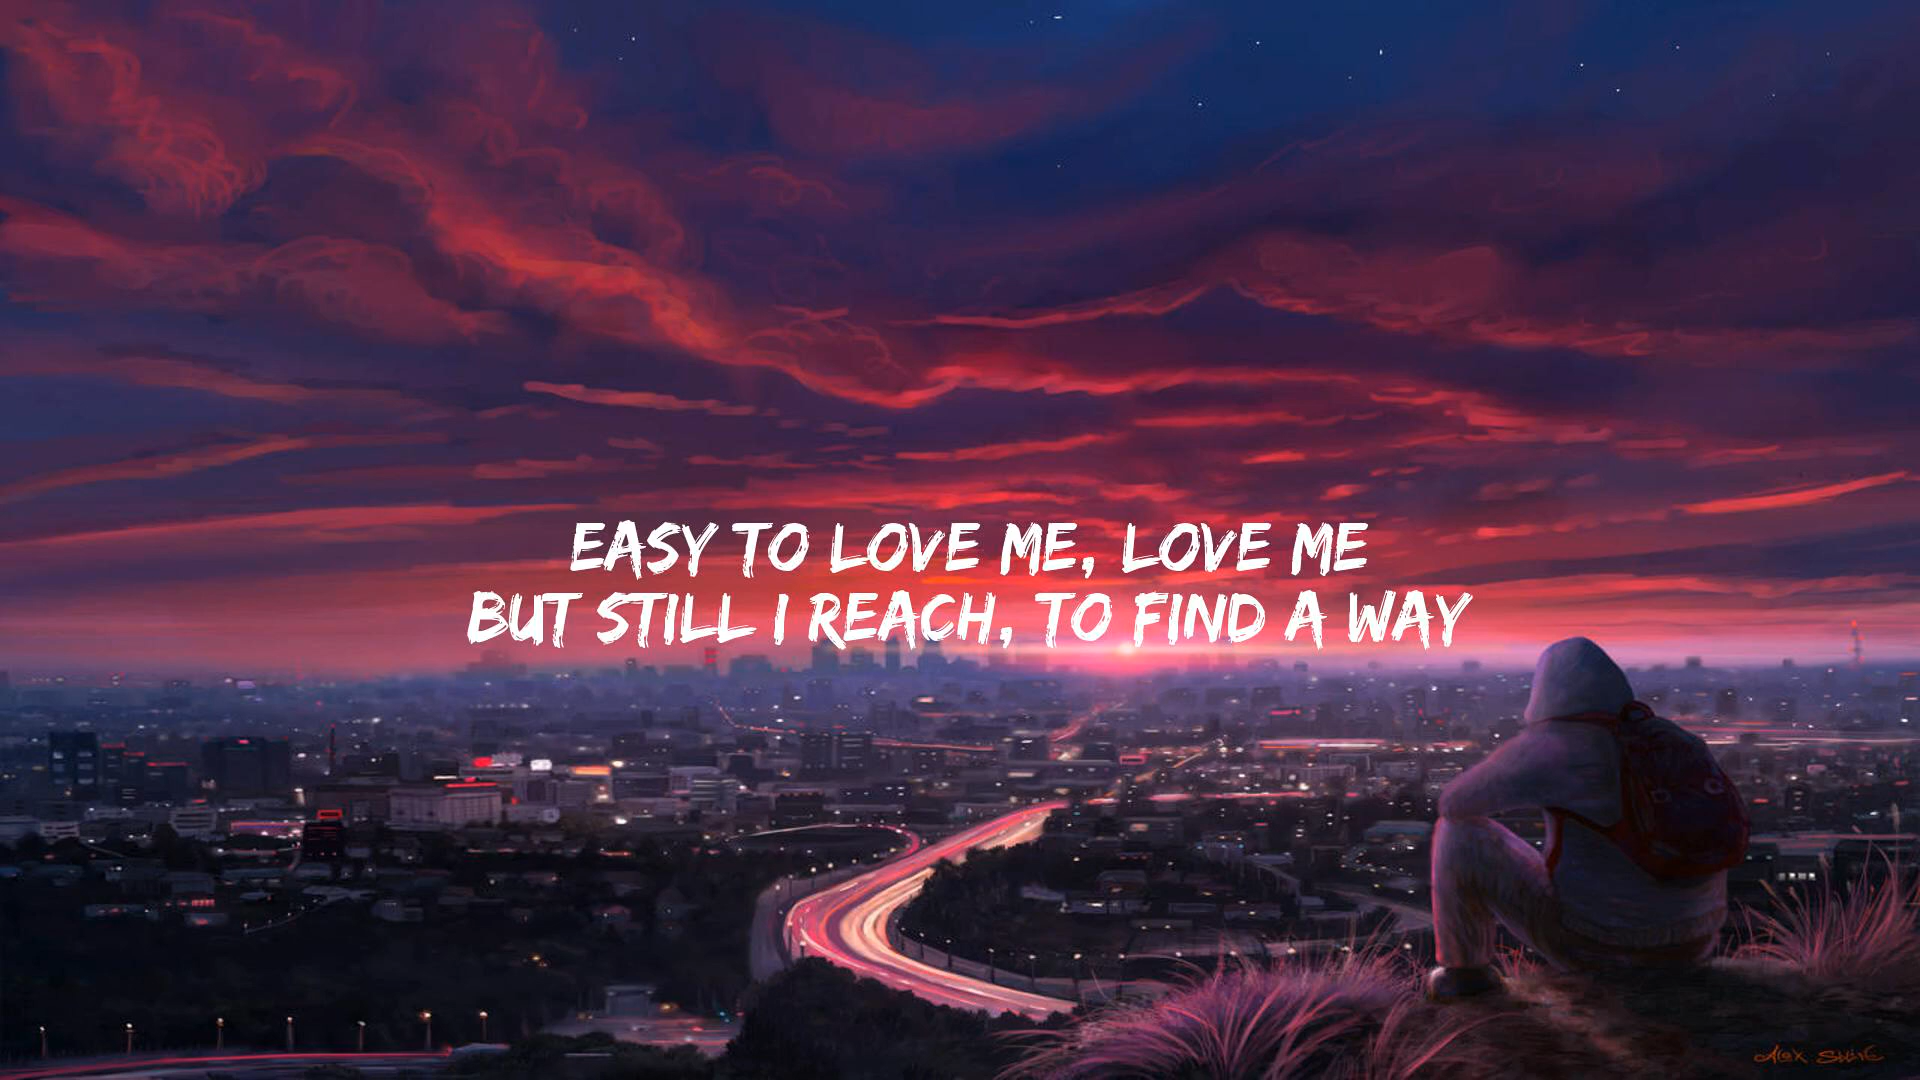 EASY TO LOVE ME, LOVE ME
BUT STILL I REACH, TO FIND A WAY